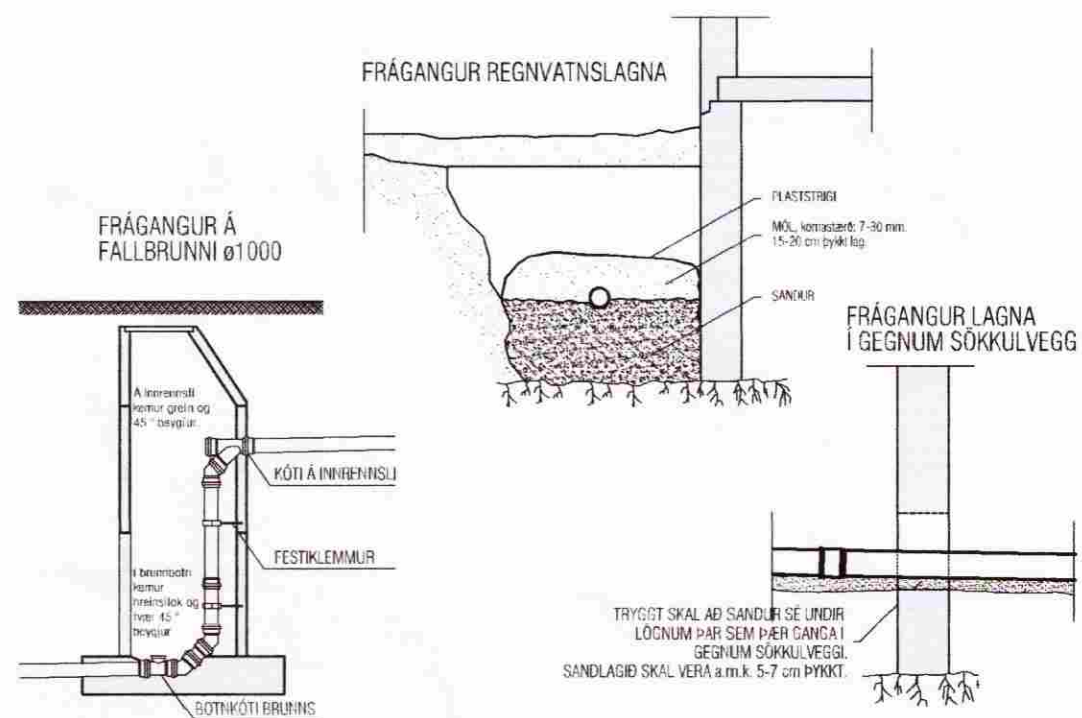 FRÁGANGUR REGNVATNSLAGNA
PLASTSTRIGI
MÖL, kornastærð: 7-30 mm.
15-20 cm þykkt lag.
SANDUR
FRÁGANGUR Á
FALLBRUNNI ø1000
Á innrennsli
kemur grein og
45 ° beygjur.
KÓTI Á INNRENNSLI
FESTIKLEMMUR
Í brunnbotn
kemur
hreinsilok og
tvær 45 °
beygjur
BOTNKÓTI BRUNNS
FRÁGANGUR LAGNA
Í GEGNUM SÖKKULVEGG
TRYGGT SKAL AÐ SANDUR SÉ UNDIR
LÖGNUM ÞAR SEM ÞÆR GANGA Í
GEGNUM SÖKKULVEGGI.
SANDLAGIÐ SKAL VERA a.m.k. 5-7 cm ÞYKKT.